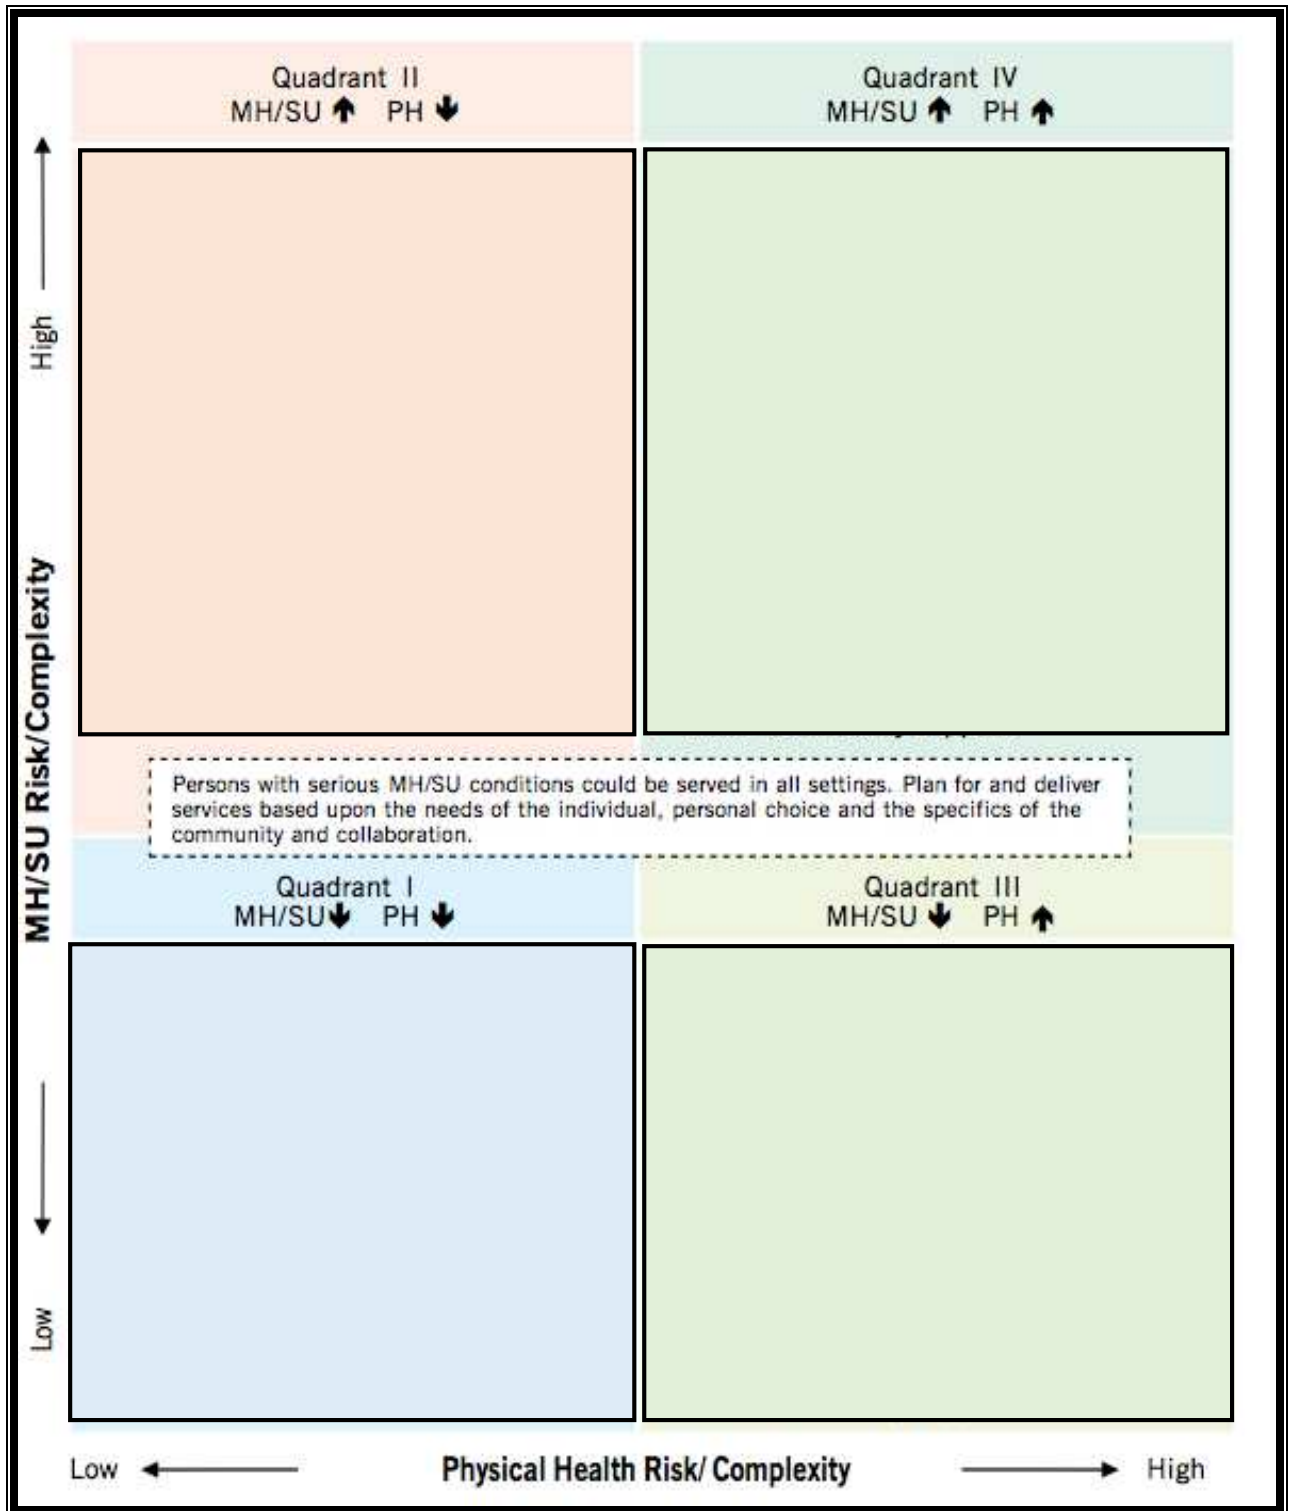 Quadrant II
MH/SU ↑ PH ↓
Quadrant IV
MH/SU ↑ PH ↑
High
MH/SU Risk/Complexity
Persons with serious MH/SU conditions could be served in all settings. Plan for and deliver
services based upon the needs of the individual, personal choice and the specifics of the
community and collaboration.
Quadrant I
MH/SU↓ PH ↓
Quadrant III
MH/SU ↓ PH ↑
Low
Low
Physical Health Risk/ Complexity
High